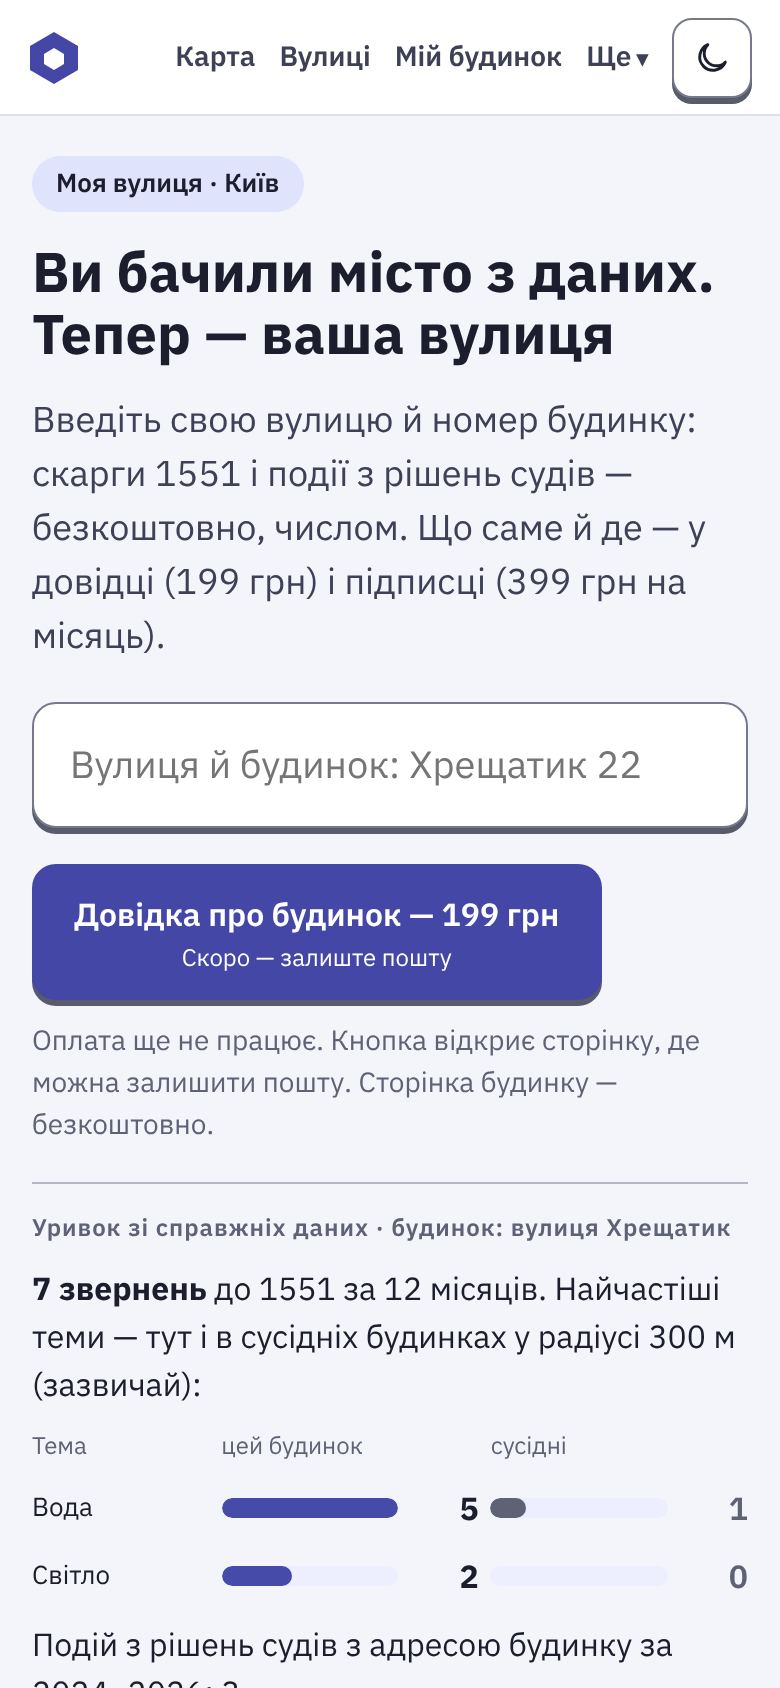 Карта Вулиці Мій будинок Ще ▾
Моя вулиця · Київ
Ви бачили місто з даних.
Тепер — ваша вулиця
Введіть свою вулицю й номер будинку:
скарги 1551 і події з рішень судів —
безкоштовно, числом. Що саме й де — у
довідці (199 грн) і підписці (399 грн на
місяць).
Вулиця й будинок: Хрещатик 22
Довідка про будинок — 199 грн
Скоро — залиште пошту
Оплата ще не працює. Кнопка відкриє сторінку, де
можна залишити пошту. Сторінка будинку —
безкоштовно.
Уривок зі справжніх даних · будинок: вулиця Хрещатик
7 звернень до 1551 за 12 місяців. Найчастіші
теми — тут і в сусідніх будинках у радіусі 300 м
(зазвичай):
Тема цей будинок сусідні
Вода 5 1
Світло 2 0
Подій з рішень судів з адресою будинку за